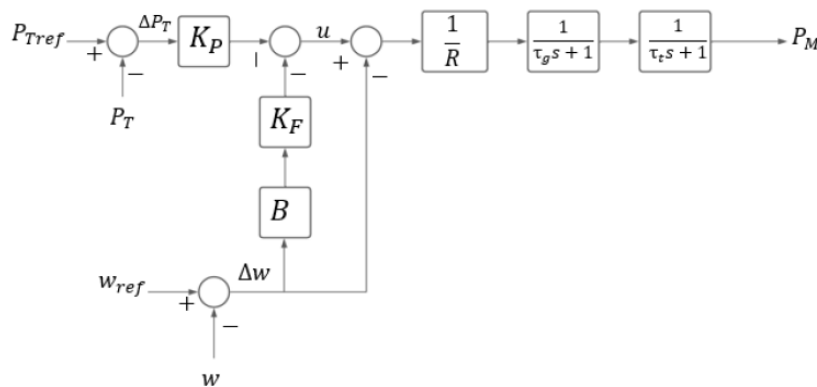 P_Tref
+
−
ΔP_T
K_P
−
−
u
+
−
1/R
1/(τ_g s + 1)
1/(τ_t s + 1)
P_M
P_T
K_F
B
w_ref
+
−
Δw
w